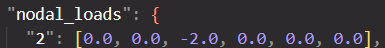 "nodal_loads": {
"2": [0.0, 0.0, -2.0, 0.0, 0.0, 0.0],